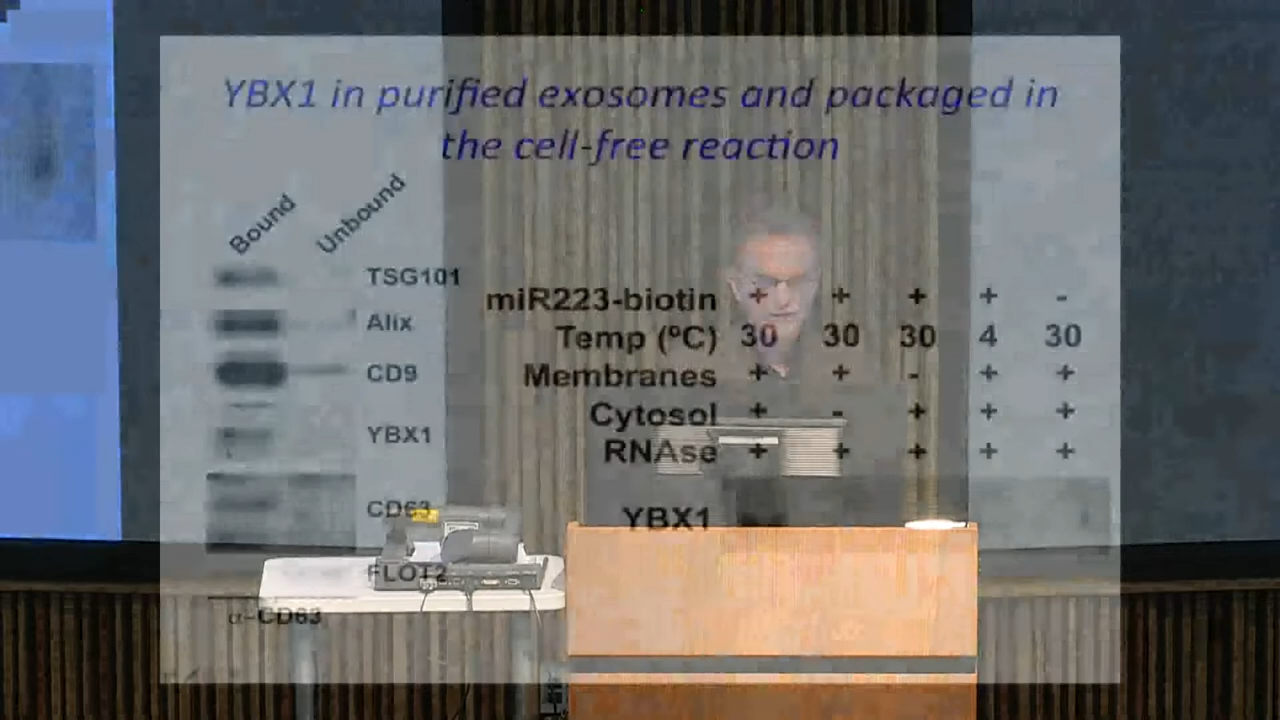 YBX1 in purified exosomes and packaged in
the cell-free reaction
Bound
Unbound
TSG101
Alix
CD9
YBX1
CD63
FLOT2
α-CD63
miR223-biotin + + + + -
Temp (ºC) 30 30 30 4 30
Membranes + + - + +
Cytosol + - + + +
RNAse + + + + +
YBX1